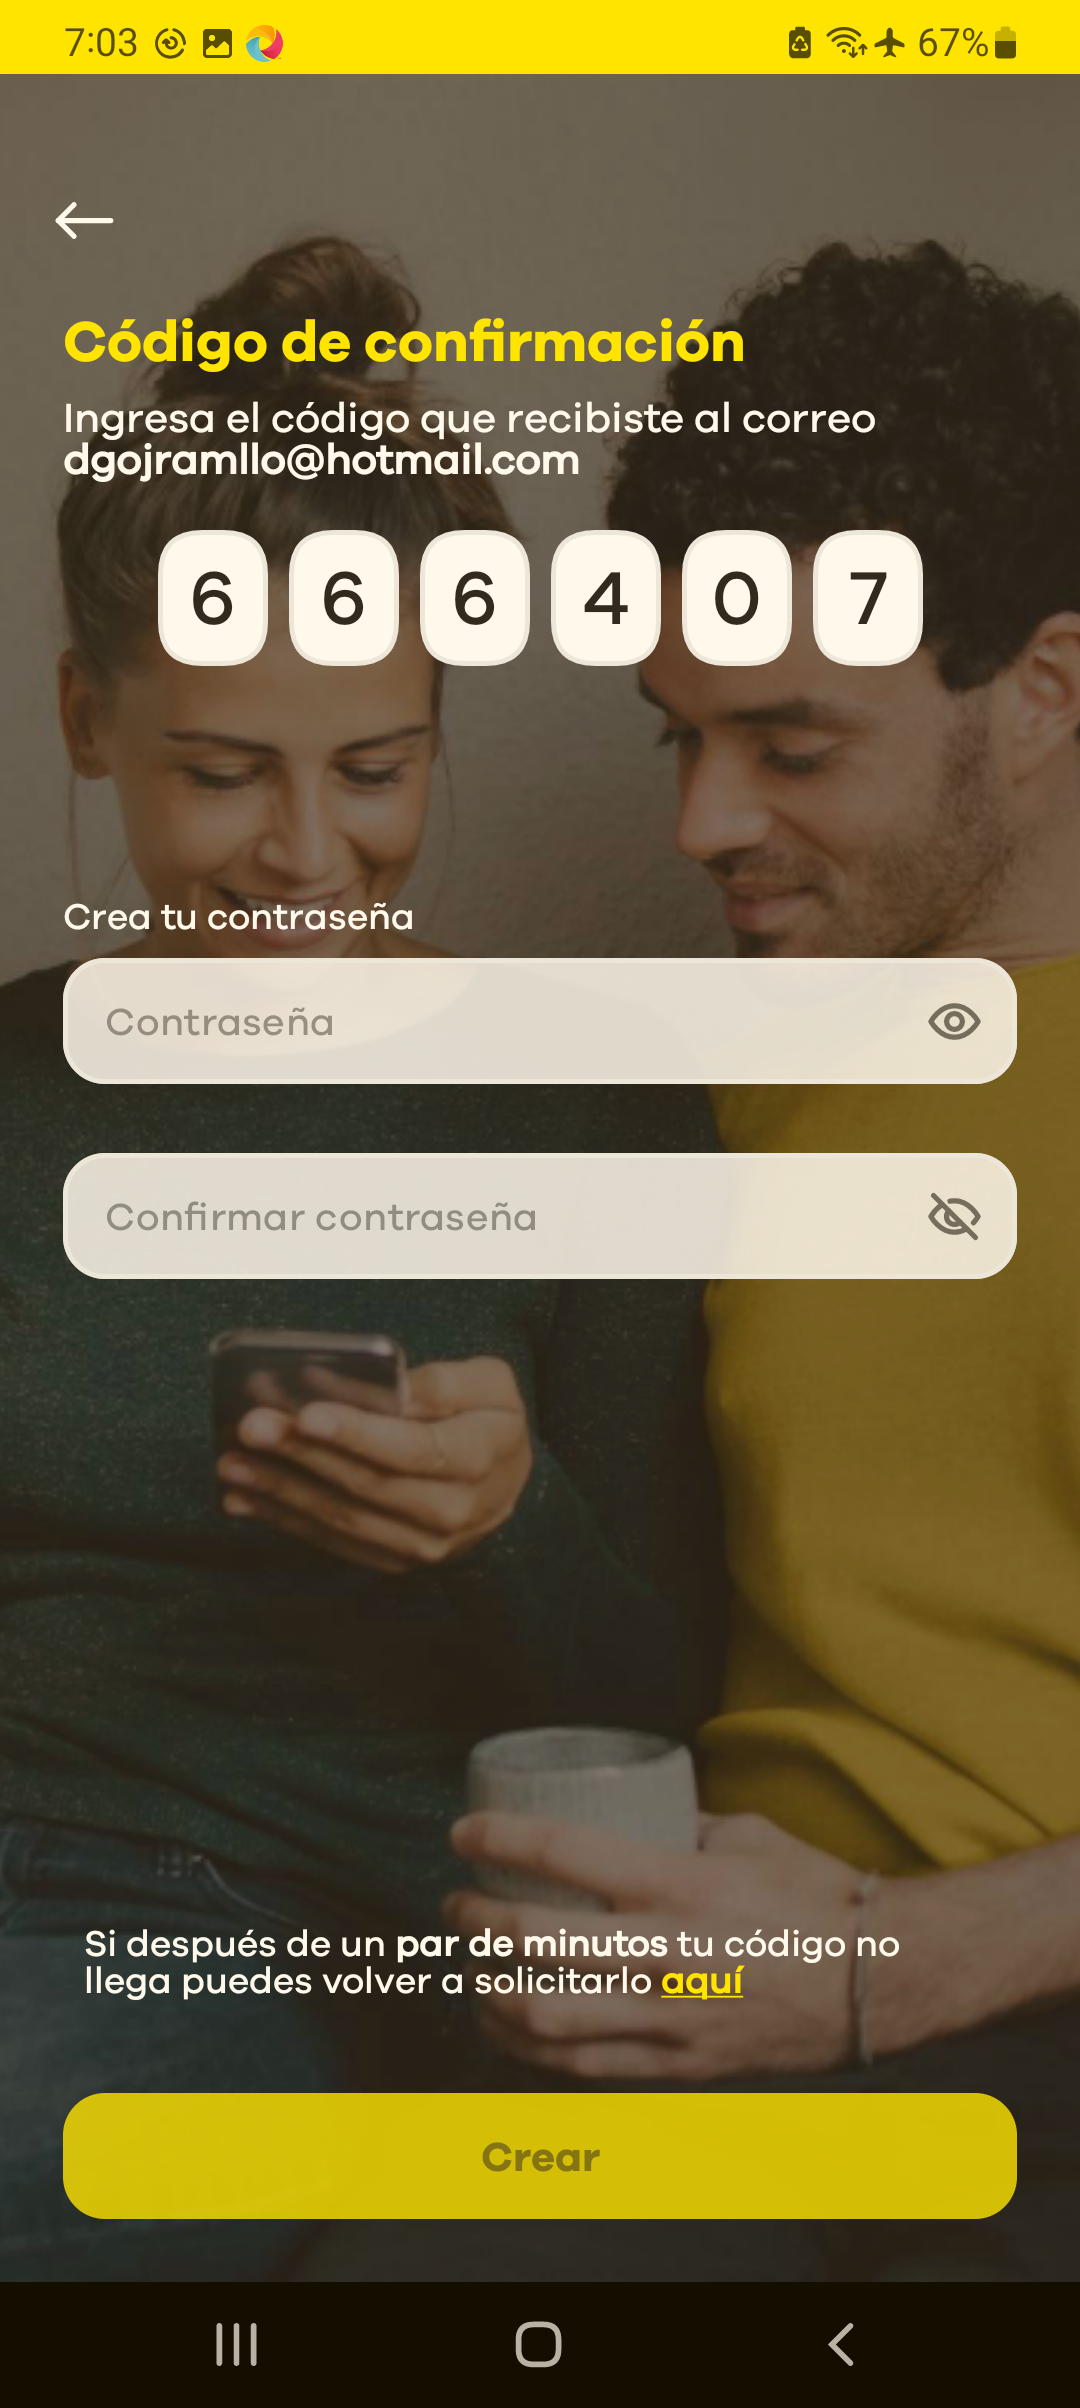 7:03
67%
Código de confirmación
Ingresa el código que recibiste al correo
dgojramllo@hotmail.com
6 6 6 4 0 7
Crea tu contraseña
Contraseña
Confirmar contraseña
Si después de un par de minutos tu código no
llega puedes volver a solicitarlo aquí
Crear